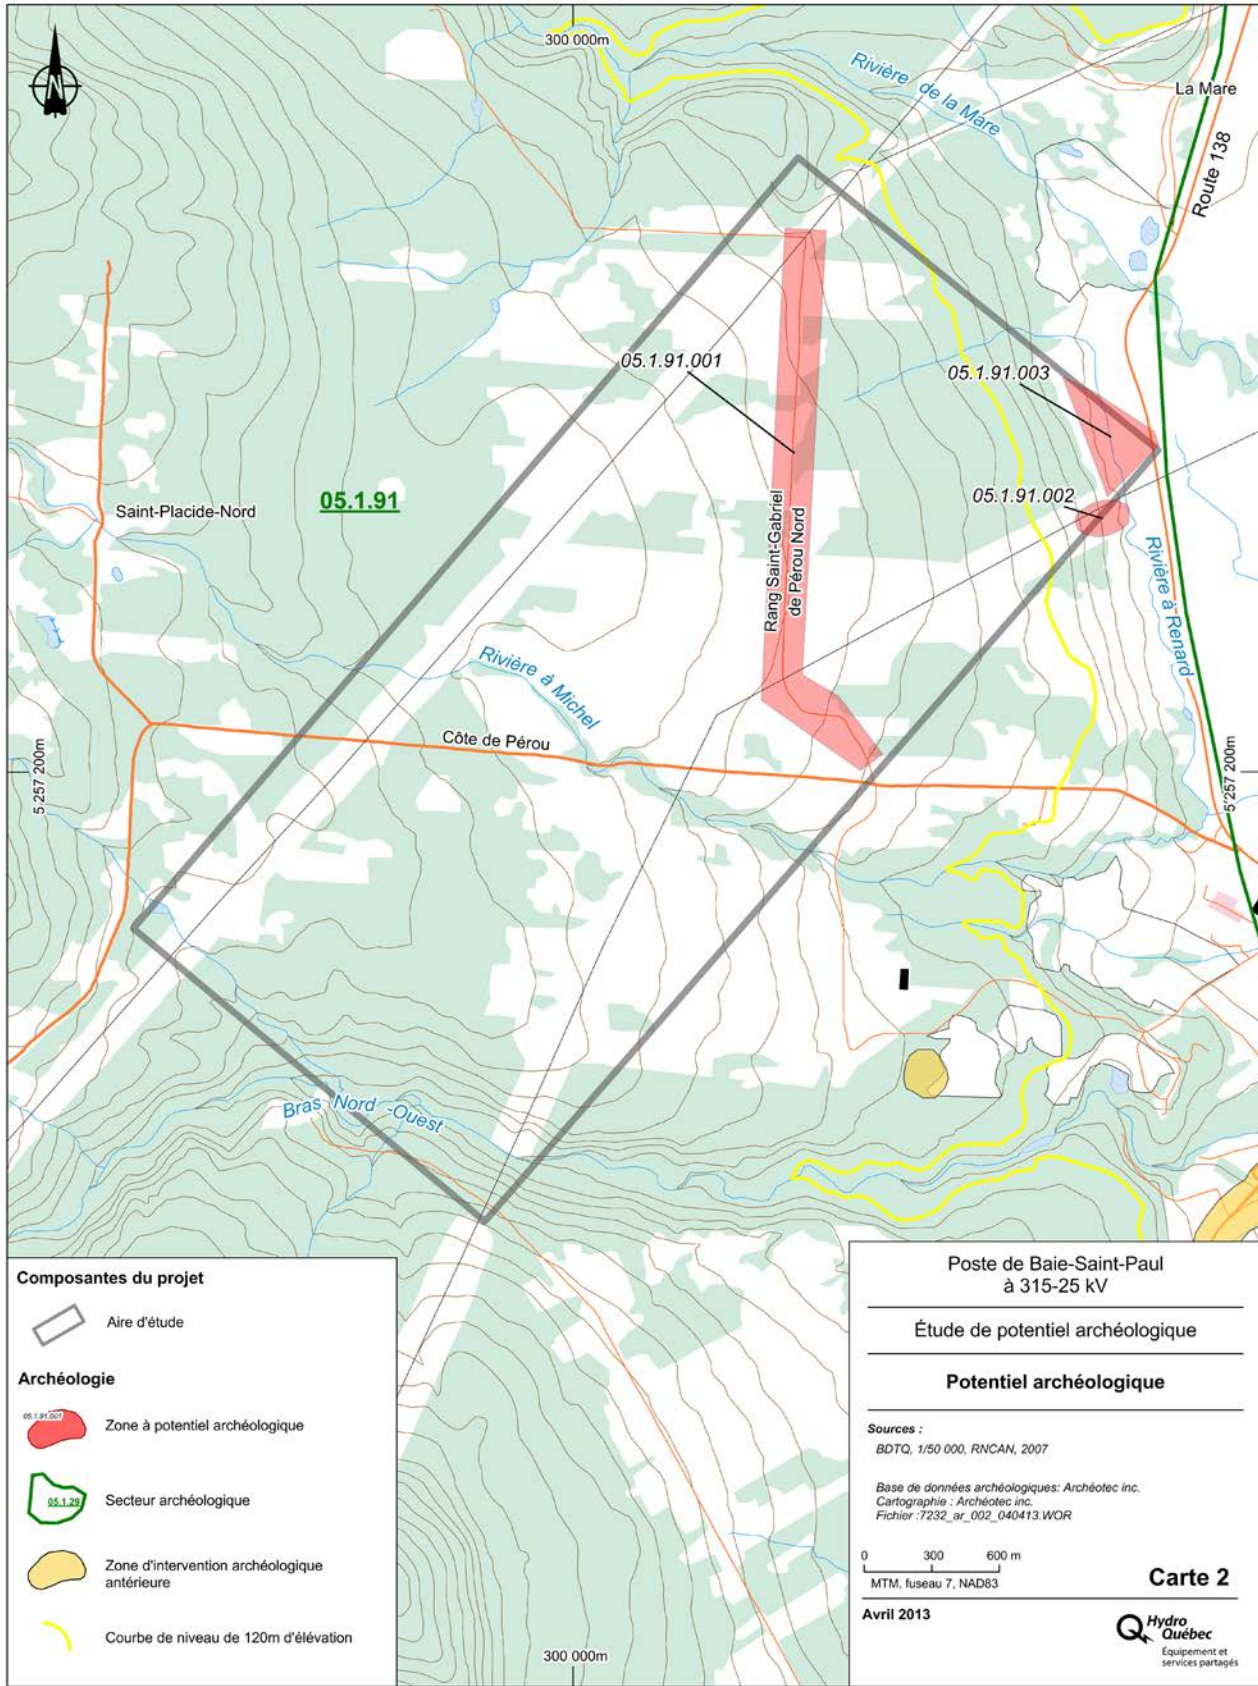 300 000m
N
Rivière de la Mare
La Mare
Route 138
05.1.91.001
05.1.91.003
05.1.91.002
05.1.91
Saint-Placide-Nord
Rang Saint-Gabriel
de Pérou Nord
Rivière à Renard
Rivière à Michel
Côte de Pérou
5 257 200m
5 257 200m
Bras Nord -Ouest
Composantes du projet
Aire d'étude
Archéologie
05.1.91.001
Zone à potentiel archéologique
05.1.29
Secteur archéologique
Zone d'intervention archéologique
antérieure
Courbe de niveau de 120m d'élévation
300 000m
Poste de Baie-Saint-Paul
à 315-25 kV
Étude de potentiel archéologique
Potentiel archéologique
Sources :
BDTQ, 1/50 000, RNCAN, 2007
Base de données archéologiques: Archéotec inc.
Cartographie : Archéotec inc.
Fichier :7232_ar_002_040413.WOR
0 300 600 m
MTM, fuseau 7, NAD83
Carte 2
Avril 2013
Hydro
Québec
Équipement et
services partagés